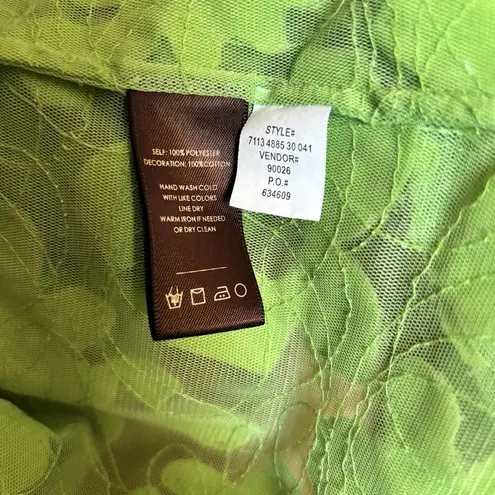 SELF: 100% POLYESTER
DECORATION: 100%COTTON
HAND WASH COLD
WITH LIKE COLORS
LINE DRY
WARM IRON IF NEEDED
OR DRY CLEAN
STYLE#
7113 4885 30 041
VENDOR#
90026
P.O.#
634609